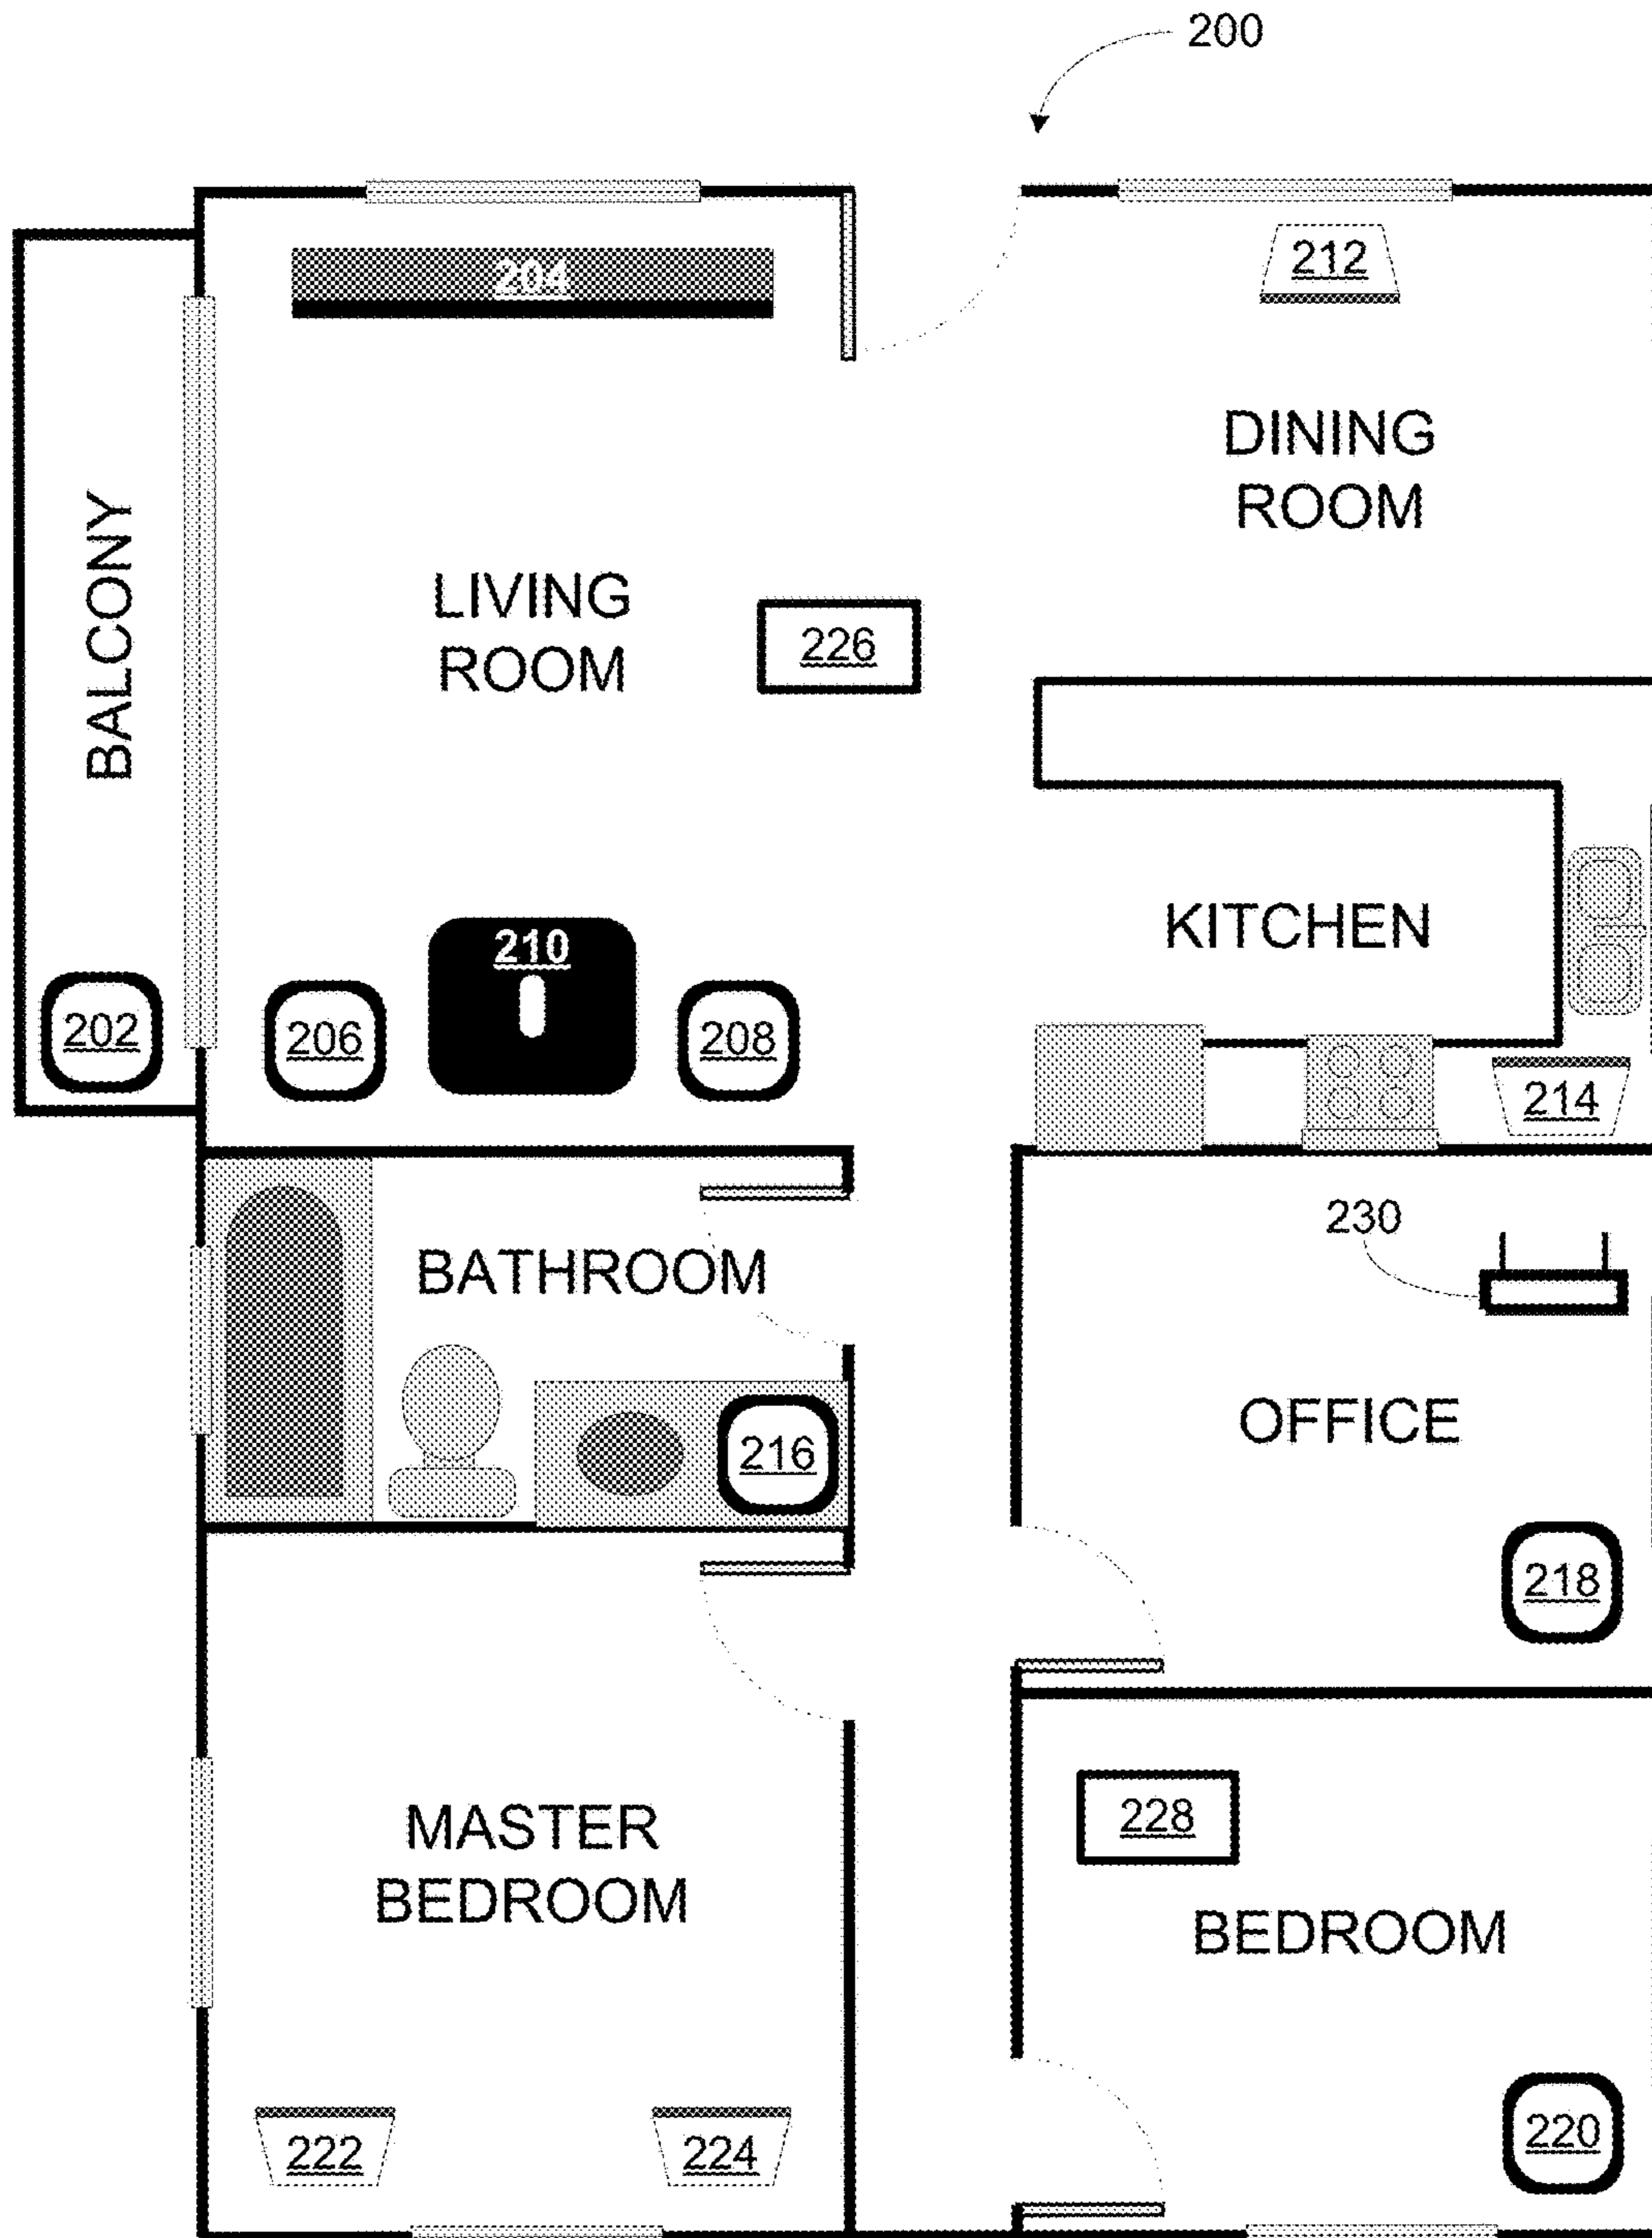 200
204
212
DINING
ROOM
BALCONY
LIVING
ROOM
226
KITCHEN
210
202
206
208
214
230
BATHROOM
OFFICE
216
218
228
MASTER
BEDROOM
BEDROOM
222
224
220